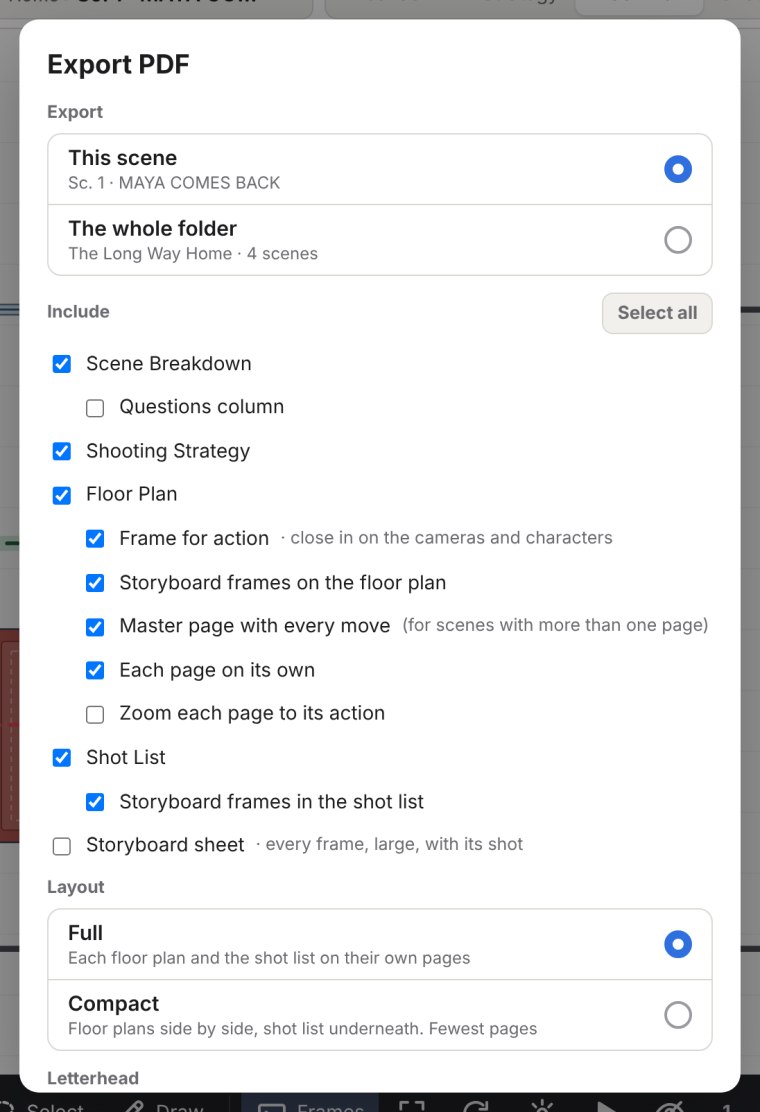 Export PDF
Export
This scene
Sc. 1 · MAYA COMES BACK
The whole folder
The Long Way Home · 4 scenes
Include
Select all
Scene Breakdown
Questions column
Shooting Strategy
Floor Plan
Frame for action · close in on the cameras and characters
Storyboard frames on the floor plan
Master page with every move (for scenes with more than one page)
Each page on its own
Zoom each page to its action
Shot List
Storyboard frames in the shot list
Storyboard sheet · every frame, large, with its shot
Layout
Full
Each floor plan and the shot list on their own pages
Compact
Floor plans side by side, shot list underneath. Fewest pages
Letterhead
Select Draw Frames